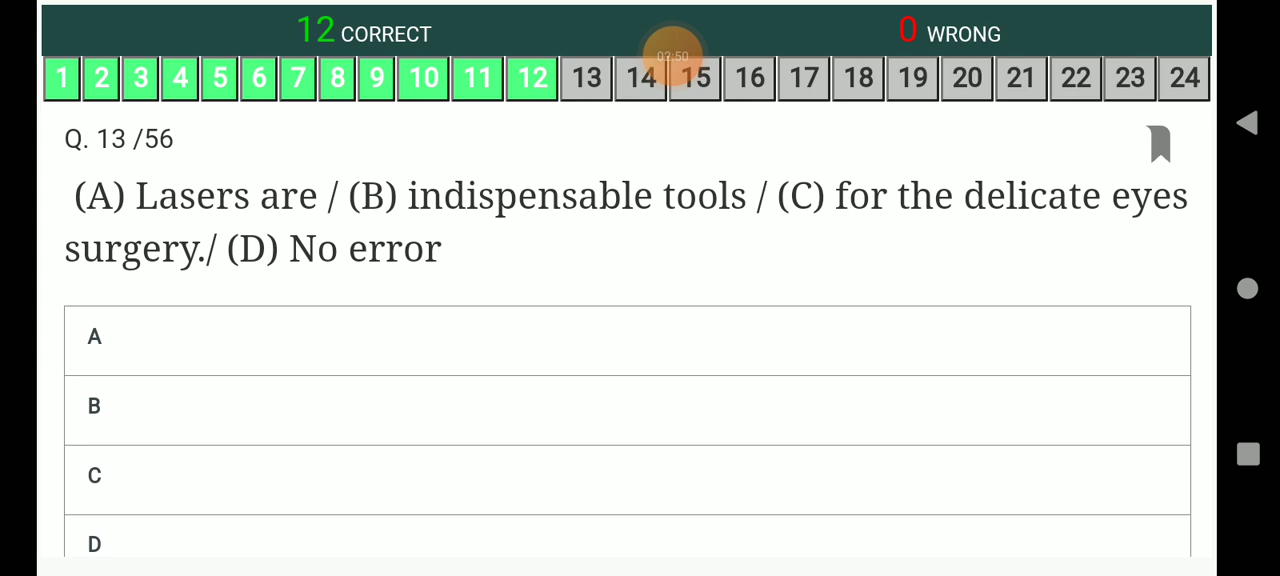 12 CORRECT 0 WRONG
02:50
1 2 3 4 5 6 7 8 9 10 11 12 13 14 15 16 17 18 19 20 21 22 23 24
Q. 13 /56
(A) Lasers are / (B) indispensable tools / (C) for the delicate eyes
surgery./ (D) No error
A
B
C
D